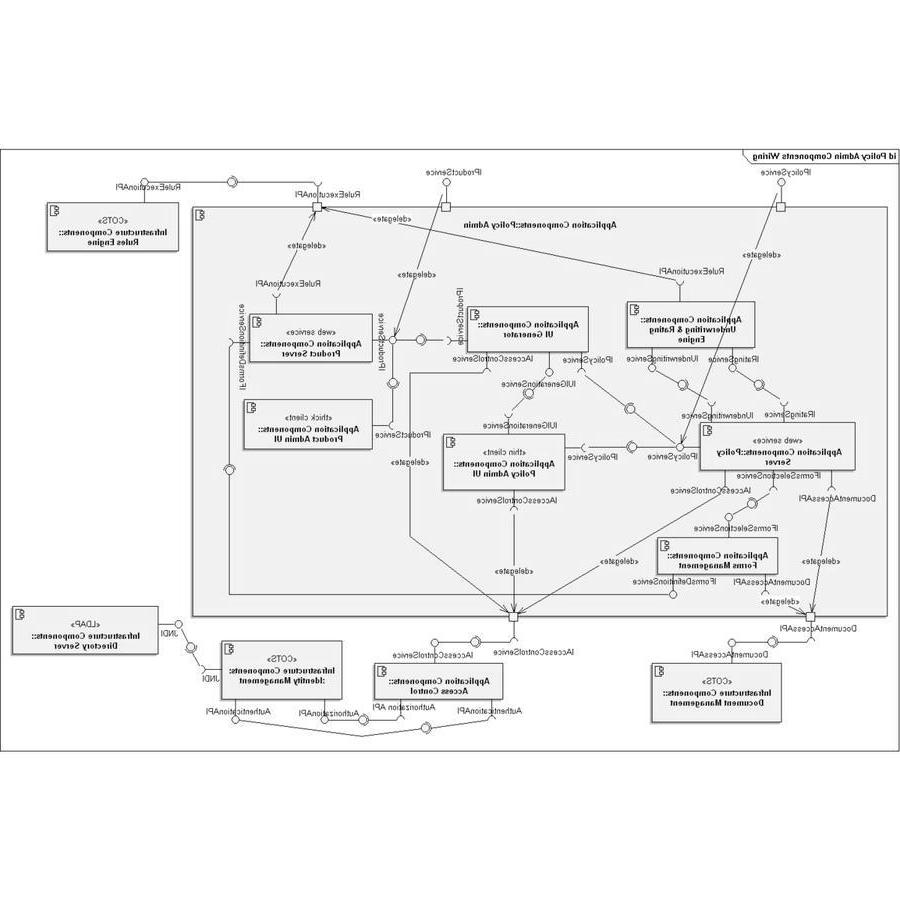 id Policy Admin Components Wiring
IPolicyService
IProductService
RuleExecutionAPI
RuleExecutionAPI
«COTS»
Infrastructure Components::
Rules Engine
Application Components::Policy Admin
«delegate»
«delegate»
«delegate»
«delegate»
RuleExecutionAPI
RuleExecutionAPI
Application Components::
Underwriting & Rating
Engine
Application Components::
UI Generator
IProductService
IProductService
«web service»
Application Components::
Product Server
IFormsDefinitionService
IRatingService
IUnderwritingService
IPolicyService
IUIGenerationService
IAccessControlService
IRatingService
IUnderwritingService
IUIGenerationService
IProductService
«thick client»
Application Components::
Product Admin UI
«web service»
Application Components::Policy
Server
IPolicyService
IPolicyService
«thin client»
Application Components::
Policy Admin UI
«delegate»
IFormsSelectionService
DocumentAccessAPI
IAccessControlService
IAccessControlService
IFormsSelectionService
Application Components::
Forms Management
«delegate»
«delegate»
«delegate»
IFormsDefinitionService
DocumentAccessAPI
«delegate»
DocumentAccessAPI
DocumentAccessAPI
IAccessControlService
IAccessControlService
«COTS»
Infrastructure Components::
Document Management
Application Components::
Access Control
«COTS»
Infrastructure Components:
:Identity Management
JNDI
JNDI
«LDAP»
Infrastructure Components::
Directory Server
AuthenticationAPI
Authorization API
AuthorizationAPI
AuthenticationAPI